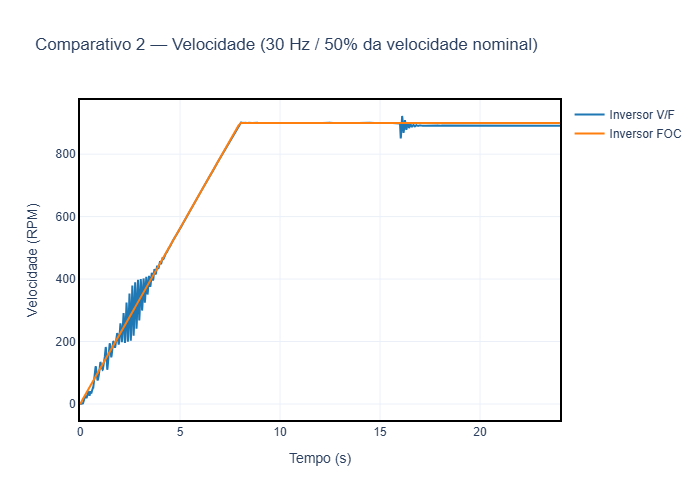 Comparativo 2 — Velocidade (30 Hz / 50% da velocidade nominal)
Inversor V/F
Inversor FOC
Velocidade (RPM)
800
600
400
200
0
0 5 10 15 20
Tempo (s)